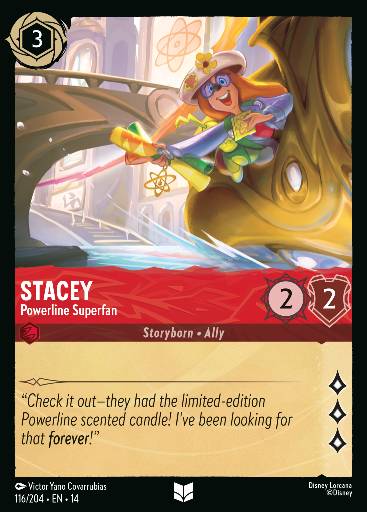 3
STACEY
Powerline Superfan
2
2
Storyborn • Ally
“Check it out–they had the limited-edition
Powerline scented candle! I’ve been looking for
that forever!”
Victor Yano Covarrubias
116/204 • EN • 14
Disney Lorcana
©Disney